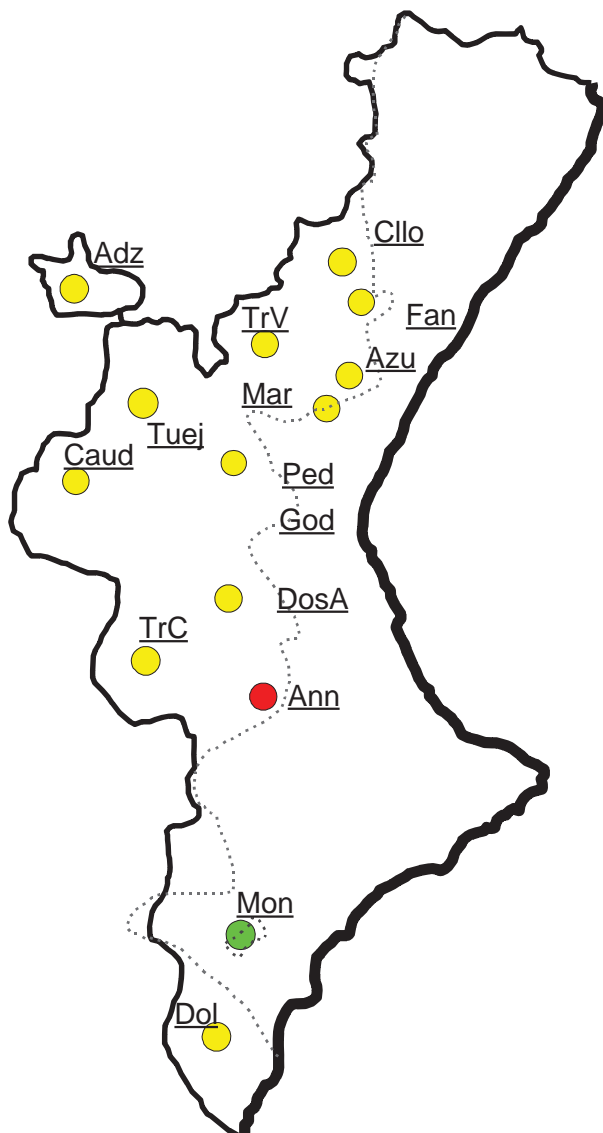 Cllo
Adz
Fan
TrV
Azu
Mar
Tuej
Caud
Ped
God
DosA
TrC
Ann
Mon
Dol